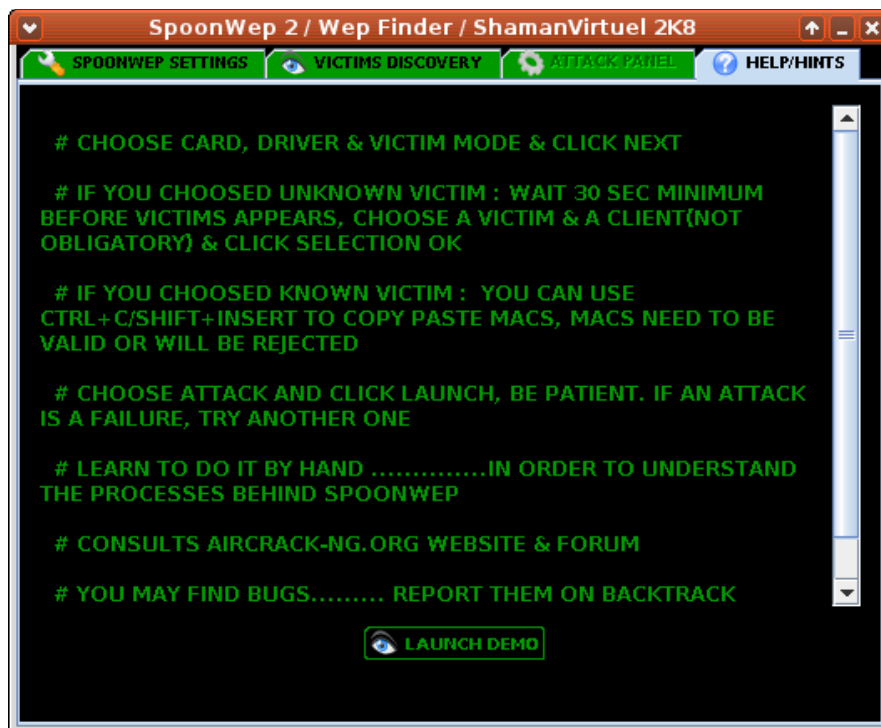 SpoonWep 2 / Wep Finder / ShamanVirtuel 2K8
SPOONWEP SETTINGS VICTIMS DISCOVERY ATTACK PANEL HELP/HINTS
# CHOOSE CARD, DRIVER & VICTIM MODE & CLICK NEXT
# IF YOU CHOOSED UNKNOWN VICTIM : WAIT 30 SEC MINIMUM
BEFORE VICTIMS APPEARS, CHOOSE A VICTIM & A CLIENT(NOT
OBLIGATORY) & CLICK SELECTION OK
# IF YOU CHOOSED KNOWN VICTIM : YOU CAN USE
CTRL+C/SHIFT+INSERT TO COPY PASTE MACS, MACS NEED TO BE
VALID OR WILL BE REJECTED
# CHOOSE ATTACK AND CLICK LAUNCH, BE PATIENT. IF AN ATTACK
IS A FAILURE, TRY ANOTHER ONE
# LEARN TO DO IT BY HAND ..............IN ORDER TO UNDERSTAND
THE PROCESSES BEHIND SPOONWEP
# CONSULTS AIRCRACK-NG.ORG WEBSITE & FORUM
# YOU MAY FIND BUGS......... REPORT THEM ON BACKTRACK
LAUNCH DEMO